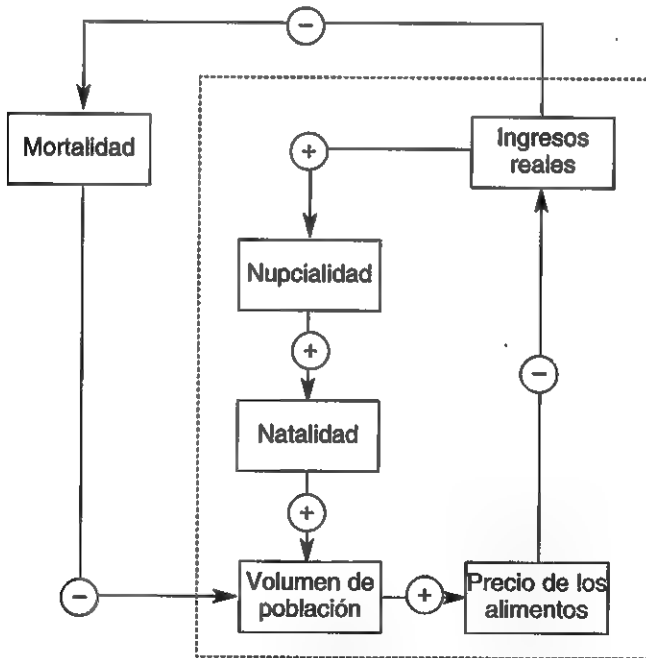 −
Mortalidad
Ingresos
reales
+
Nupcialidad
+
−
Natalidad
+
Volumen de
población
Precio de los
alimentos
−
+